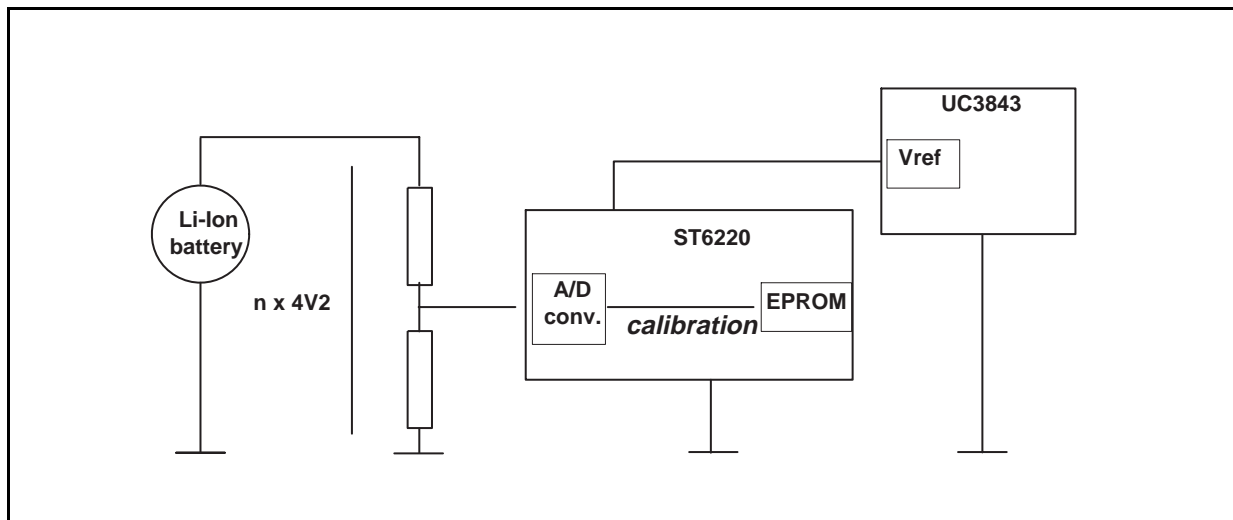 UC3843
Vref
Li-Ion
battery
ST6220
n x 4V2
A/D
conv.
EPROM
calibration